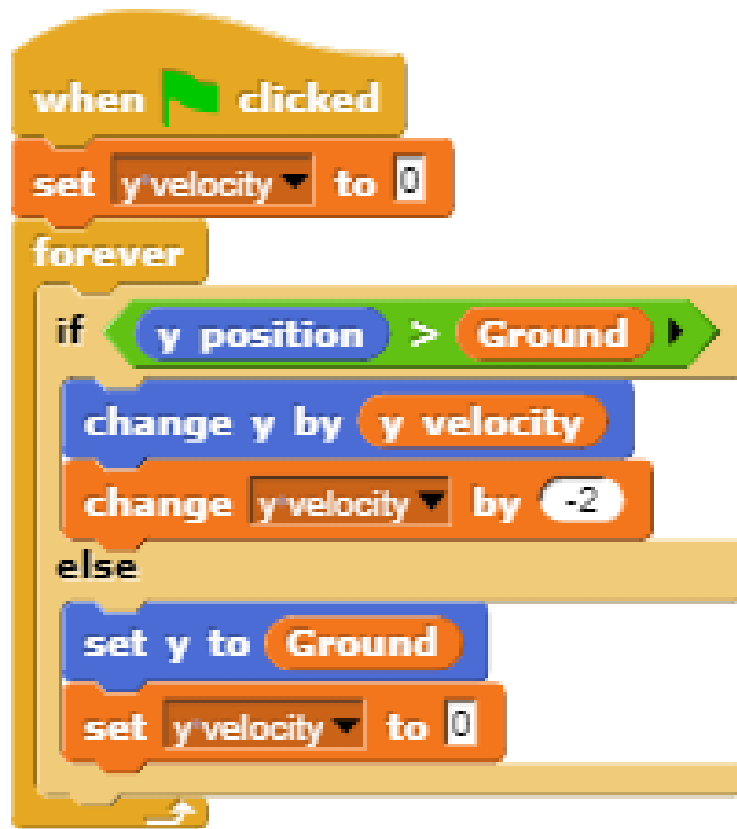 when clicked
set y velocity to 0
forever
if y position > Ground
change y by y velocity
change y velocity by -2
else
set y to Ground
set y velocity to 0